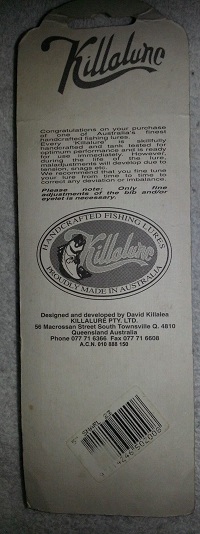 Killalure
Congratulations on your purchase
of one of Australia's finest
handcrafted fishing lures.
Every 'Killalure' is skilfully
handcrafted and tank tested for
optimum performance and is ready
for use immediately. However,
during the life of the lure,
maladjustments will develop due to
tension, snags etc.
We recommend that you fine tune
your lure from time to time to
correct any deviation or imbalance.
Please note: Only fine
adjustments of the bib and/or
eyelet is necessary.
HANDCRAFTED FISHING LURES
Killalure
PROUDLY MADE IN AUSTRALIA
Designed and developed by David Killalea
KILLALURE PTY. LTD.
56 Macrossan Street South Townsville Q. 4810
Queensland Australia
Phone 077 71 6366 Fax 077 71 6608
A.C.N. 010 888 150